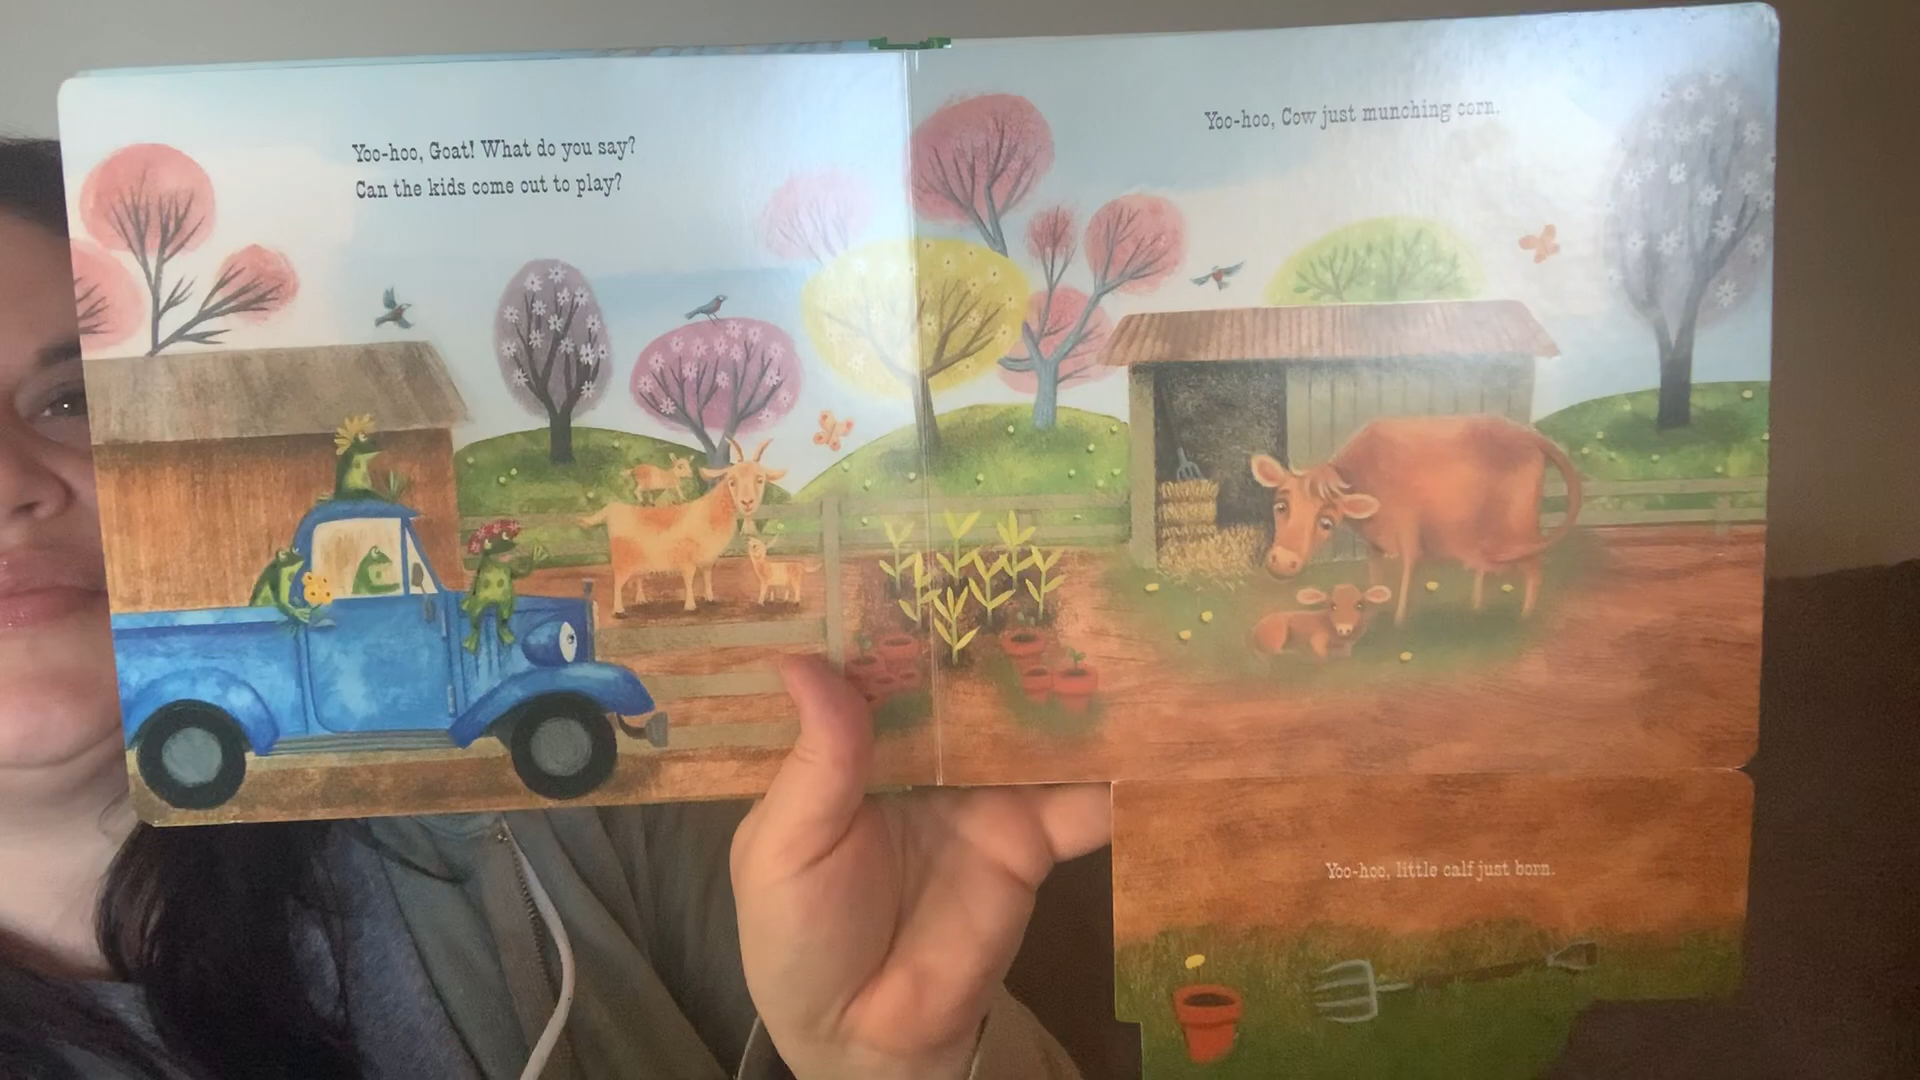 Yoo-hoo, Goat! What do you say?
Can the kids come out to play?
Yoo-hoo, Cow just munching corn.
Yoo-hoo, little calf just born.